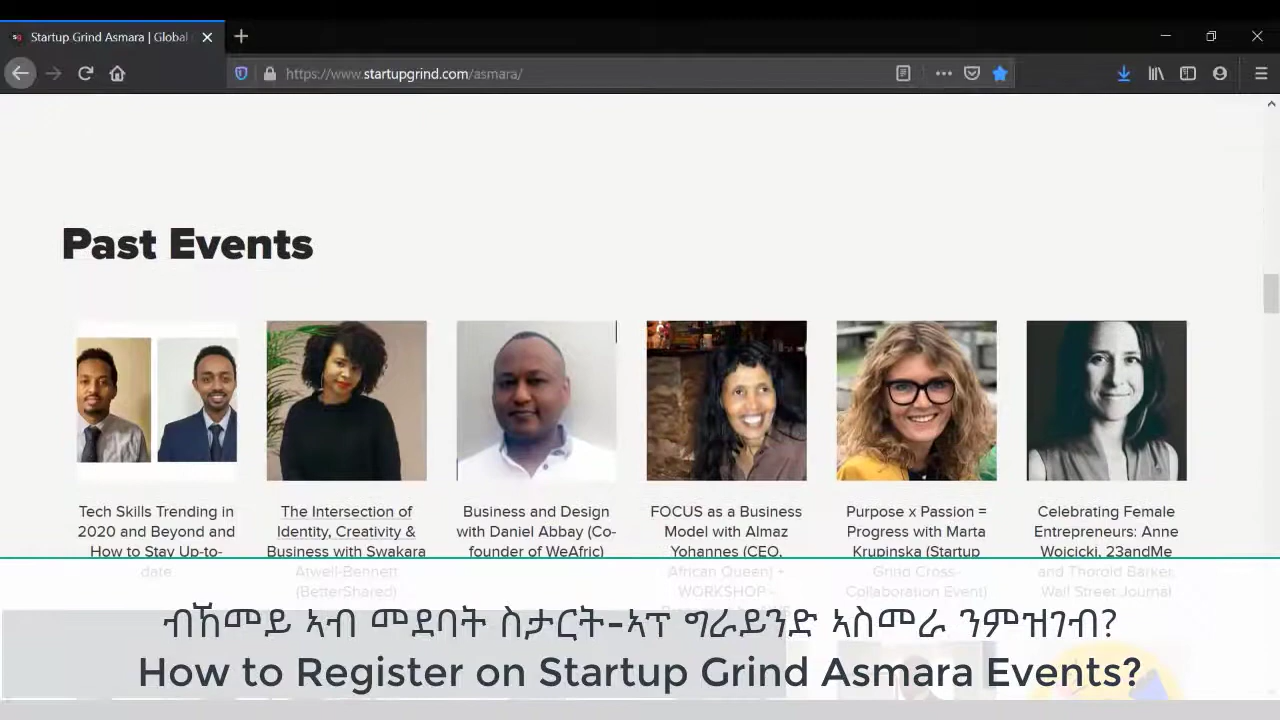 Startup Grind Asmara | Global
https://www.startupgrind.com/asmara/
Past Events
Tech Skills Trending in
2020 and Beyond and
How to Stay Up-to-
date
The Intersection of
Identity, Creativity &
Business with Swakara
Atwell-Bennett
(BetterShared)
Business and Design
with Daniel Abbay (Co-
founder of WeAfric)
FOCUS as a Business
Model with Almaz
Yohannes (CEO,
African Queen) +
WORKSHOP -
Purpose x Passion =
Progress with Marta
Krupinska (Startup
Grind Cross-
Collaboration Event)
Celebrating Female
Entrepreneurs: Anne
Wojcicki, 23andMe
and Thorold Barker,
Wall Street Journal
ብኸመይ ኣብ መደባት ስታርት-ኣፕ ግራይንድ ኣስመራ ንምዝገብ?
How to Register on Startup Grind Asmara Events?